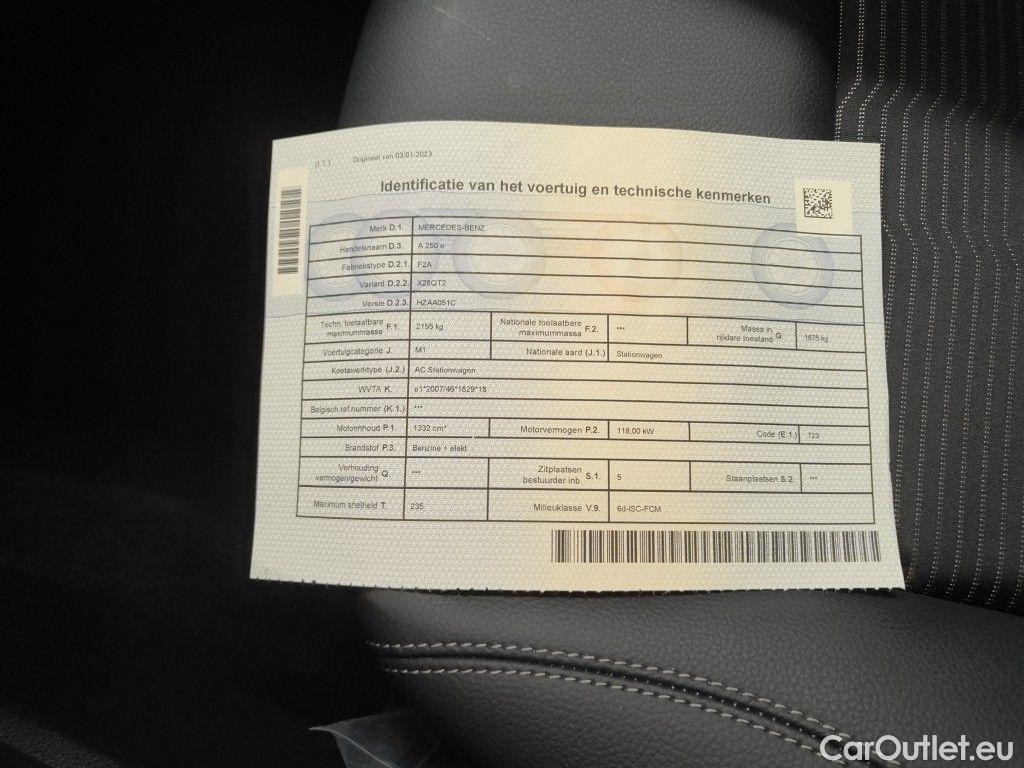 (I.1.) Origineel van 03/01/2023
Identificatie van het voertuig en technische kenmerken
Merk D.1. MERCEDES-BENZ
Handelsnaam D.3. A 250 e
Fabriekstype D.2.1. F2A
Variant D.2.2. X28QT2
Versie D.2.3. HZAA051C
Techn. toelaatbare maximummassa F.1. 2155 kg Nationale toelaatbare maximummassa F.2. *** Massa in rijklare toestand G. 1675 kg
Voertuigcategorie J. M1 Nationale aard (J.1.) Stationwagen
Koetswerktype (J.2.) AC Stationwagen
WVTA K. e1*2007/46*1829*18
Belgisch ref.nummer (K.1.) ***
Motorinhoud P.1. 1332 cm³ Motorvermogen P.2. 118,00 kW Code (E.1.) 723
Brandstof P.3. Benzine + elekt
Verhouding vermogen/gewicht Q. *** Zitplaatsen bestuurder inb. S.1. 5 Staanplaatsen S.2. ***
Maximum snelheid T. 235 Milieuklasse V.9. 6d-ISC-FCM
CarOutlet.eu